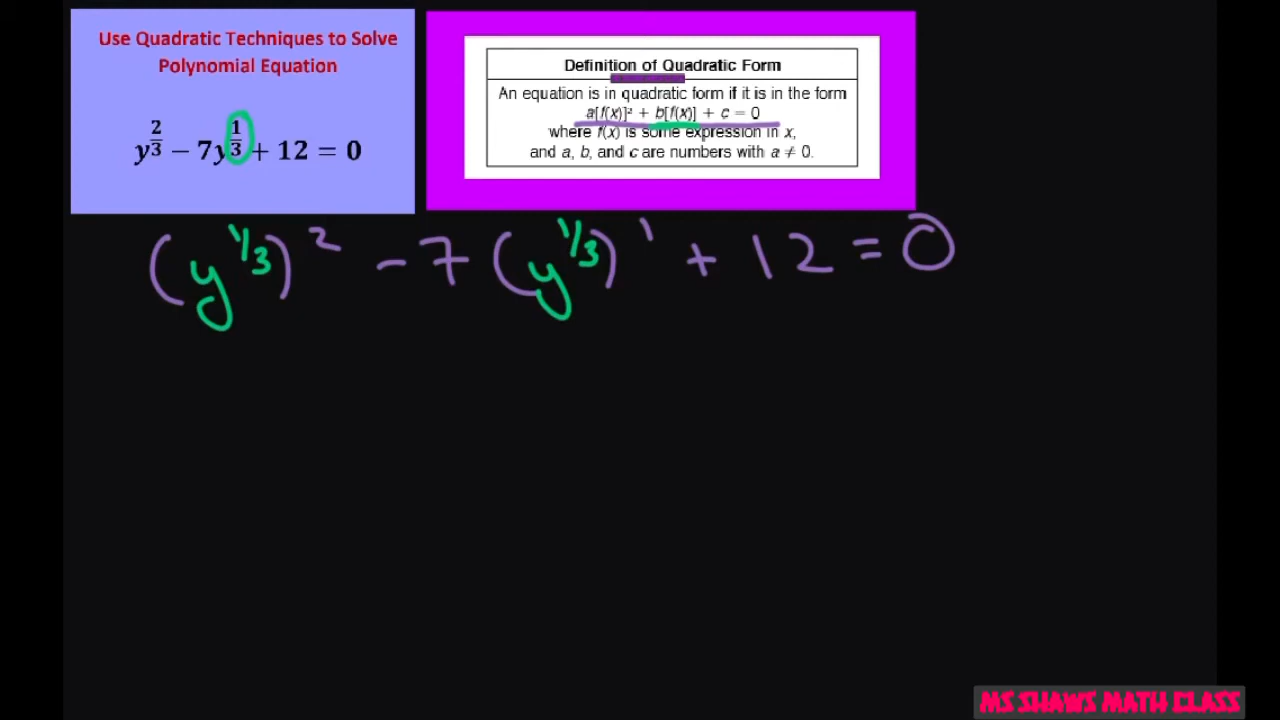 Use Quadratic Techniques to Solve
Polynomial Equation
y^(2/3) − 7y^(1/3) + 12 = 0
Definition of Quadratic Form
An equation is in quadratic form if it is in the form
a[f(x)]² + b[f(x)] + c = 0
where f(x) is some expression in x,
and a, b, and c are numbers with a ≠ 0.
(y^(1/3))² − 7(y^(1/3))¹ + 12 = 0
MS SHAWS MATH CLASS